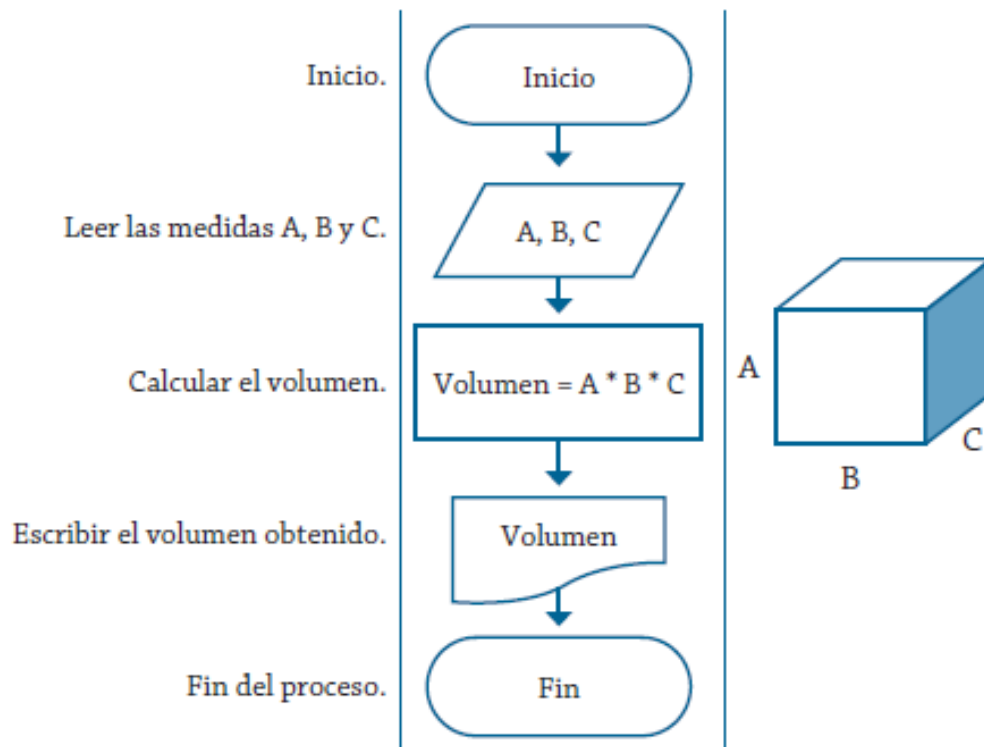 Inicio.
Inicio
Leer las medidas A, B y C.
A, B, C
Calcular el volumen.
Volumen = A * B * C
A
B
C
Escribir el volumen obtenido.
Volumen
Fin del proceso.
Fin